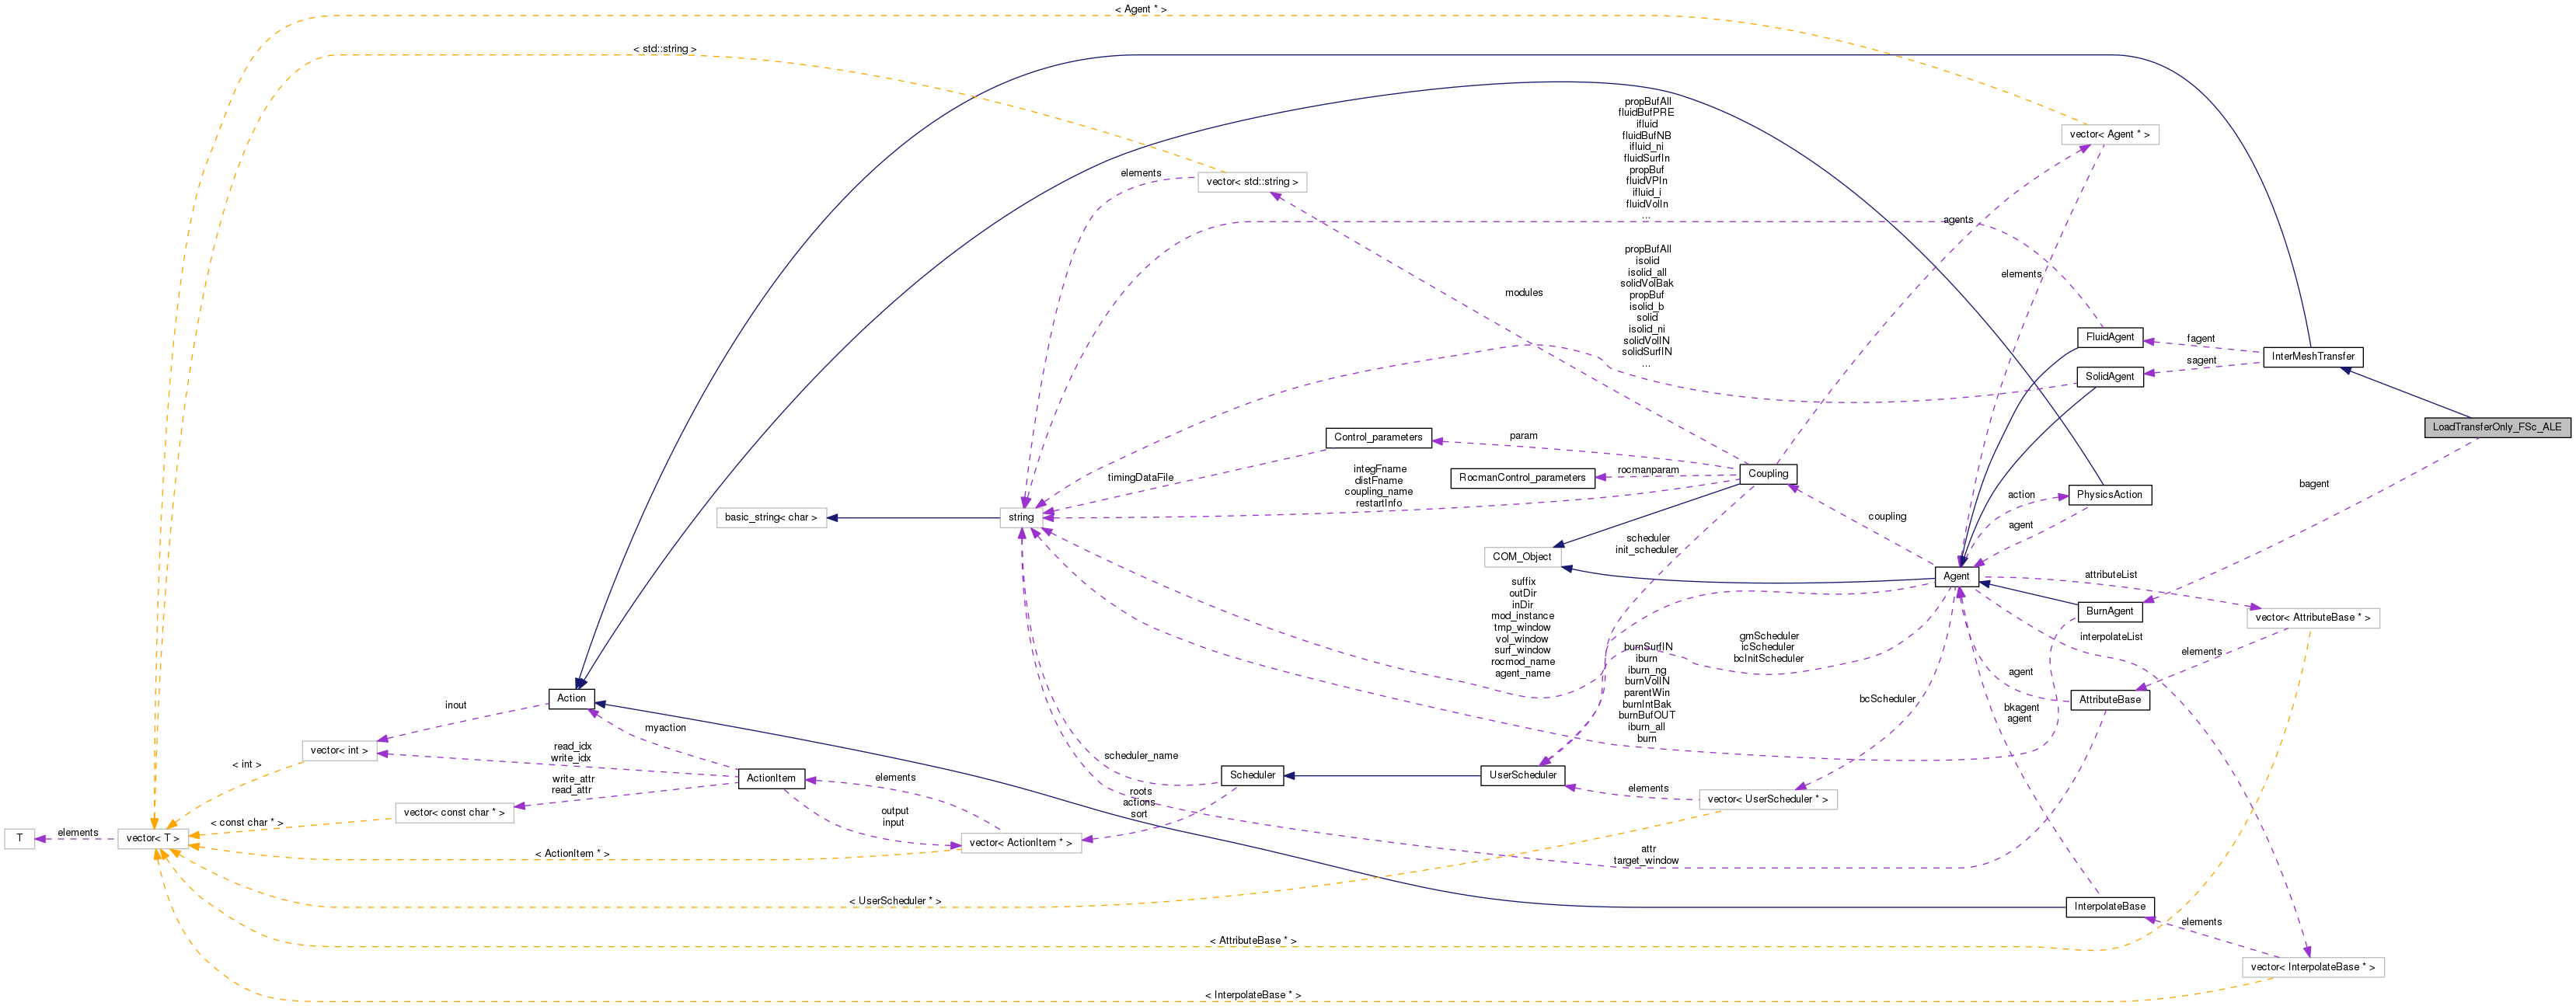 < Agent * >
< std::string >
propBufAll
fluidBufPRE
ifluid
fluidBufNB
ifluid_ni
fluidSurfIn
propBuf
fluidVPIn
ifluid_i
fluidVolIn
...
vector< Agent * >
elements
vector< std::string >
agents
propBufAll
isolid
isolid_all
solidVolBak
propBuf
isolid_b
solid
isolid_ni
solidVolIN
solidSurfIN
...
elements
modules
FluidAgent
fagent
InterMeshTransfer
sagent
SolidAgent
LoadTransferOnly_FSc_ALE
Control_parameters
param
timingDataFile
integFname
distFname
coupling_name
restartInfo
RocmanControl_parameters
rocmanparam
Coupling
bagent
action
PhysicsAction
basic_string< char >
string
coupling
agent
scheduler
init_scheduler
COM_Object
Agent
attributeList
suffix
outDir
inDir
mod_instance
tmp_window
vol_window
surf_window
rocmod_name
agent_name
BurnAgent
vector< AttributeBase * >
gmScheduler
icScheduler
bcInitScheduler
interpolateList
burnSurfIN
iburn
iburn_ng
burnVolIN
parentWin
burnIntBak
burnBufOUT
iburn_all
burn
elements
agent
Action
inout
bcScheduler
AttributeBase
bkagent
agent
myaction
vector< int >
read_idx
write_idx
scheduler_name
< int >
ActionItem
elements
Scheduler
UserScheduler
write_attr
read_attr
elements
vector< UserScheduler * >
roots
actions
sort
vector< const char * >
output
input
< const char * >
T
elements
vector< T >
vector< ActionItem * >
< ActionItem * >
attr
target_window
< UserScheduler * >
InterpolateBase
elements
< AttributeBase * >
vector< InterpolateBase * >
< InterpolateBase * >